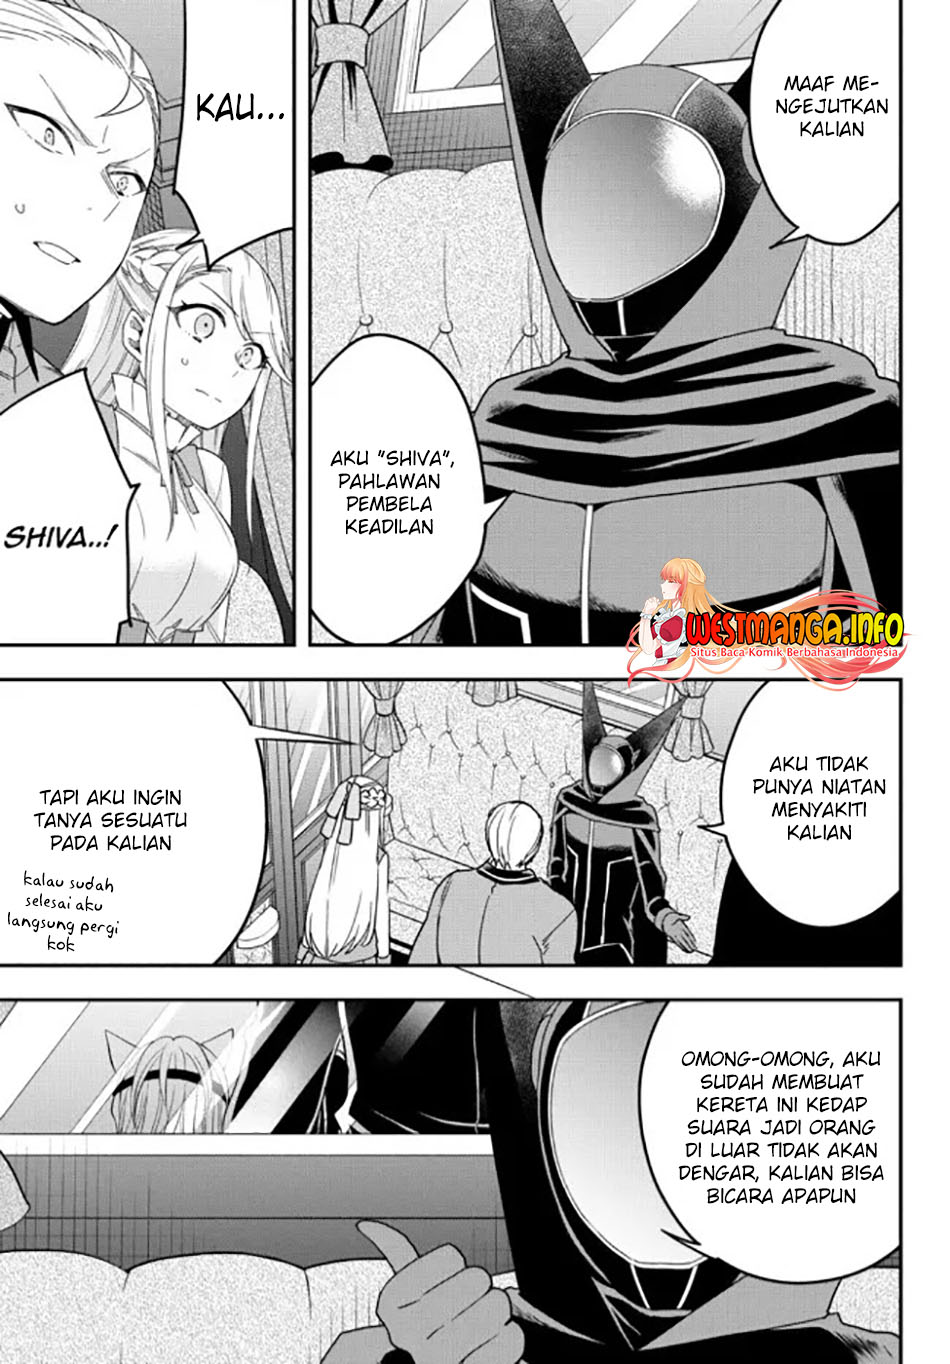 MAAF ME-
NGEJUTKAN
KALIAN
AKU "SHIVA",
PAHLAWAN
PEMBELA
KEADILAN
KAU...
SHIVA..!
WESTMANGA.INFO
Situs Baca Komik Berbahasa Indonesia
AKU TIDAK
PUNYA NIATAN
MENYAKITI
KALIAN
TAPI AKU INGIN
TANYA SESUATU
PADA KALIAN
kalau sudah
selesai aku
langsung pergi
kok
OMONG-OMONG, AKU
SUDAH MEMBUAT
KERETA INI KEDAP
SUARA JADI ORANG
DI LUAR TIDAK AKAN
DENGAR, KALIAN BISA
BICARA APAPUN